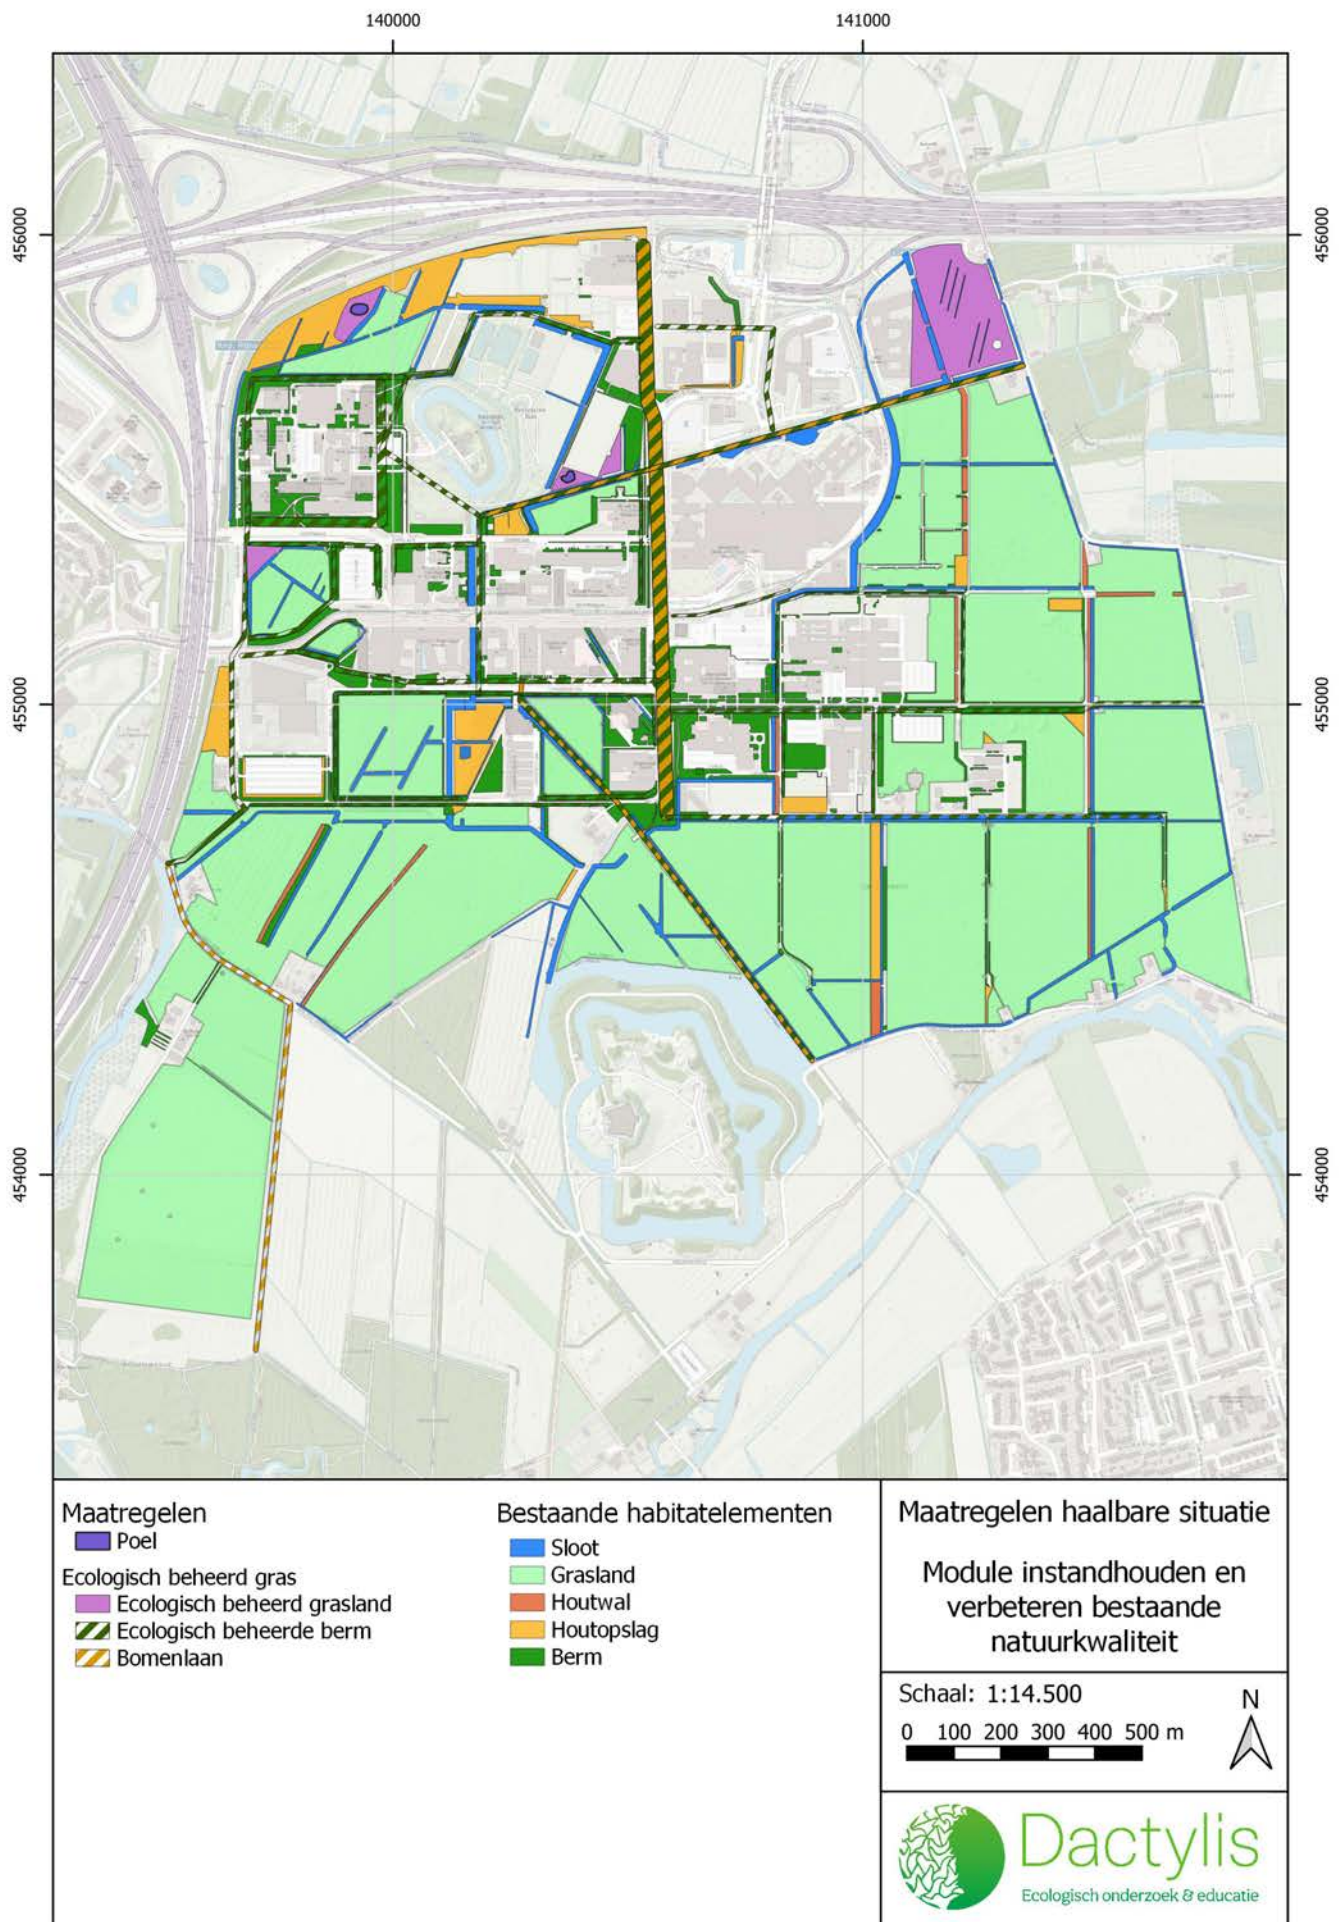 140000
141000
456000
456000
455000
455000
454000
454000
Maatregelen
Poel
Ecologisch beheerd gras
Ecologisch beheerd grasland
Ecologisch beheerde berm
Bomenlaan
Bestaande habitatelementen
Sloot
Grasland
Houtwal
Houtopslag
Berm
Maatregelen haalbare situatie
Module instandhouden en
verbeteren bestaande
natuurkwaliteit
Schaal: 1:14.500
0 100 200 300 400 500 m
N
Dactylis
Ecologisch onderzoek & educatie